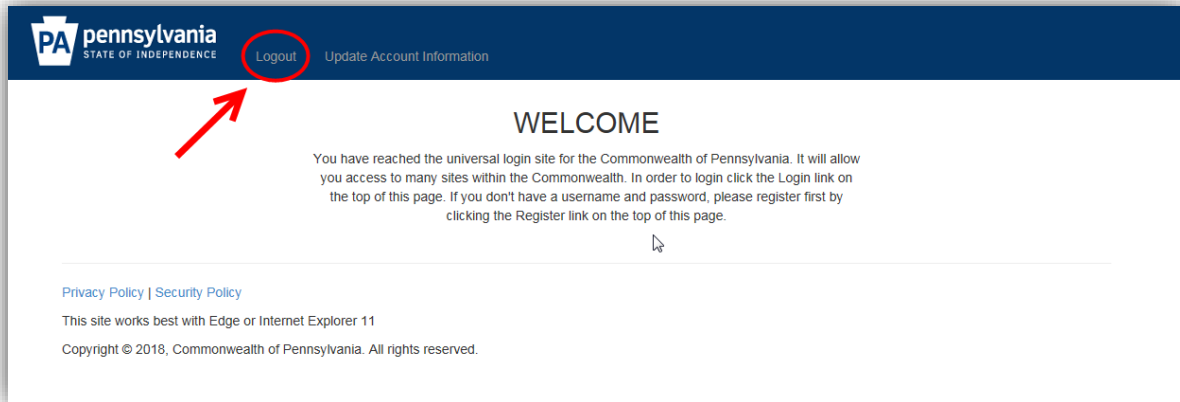 PA pennsylvania
STATE OF INDEPENDENCE
Logout Update Account Information
WELCOME
You have reached the universal login site for the Commonwealth of Pennsylvania. It will allow
you access to many sites within the Commonwealth. In order to login click the Login link on
the top of this page. If you don't have a username and password, please register first by
clicking the Register link on the top of this page.
Privacy Policy | Security Policy
This site works best with Edge or Internet Explorer 11
Copyright © 2018, Commonwealth of Pennsylvania. All rights reserved.